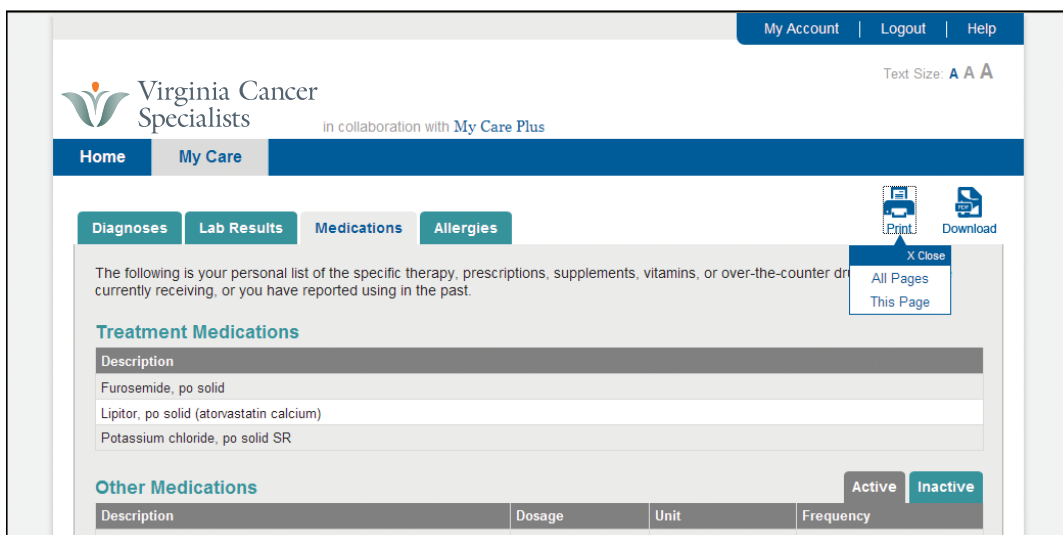 My Account | Logout | Help
Text Size: A A A
Virginia Cancer
Specialists
in collaboration with My Care Plus
Home My Care
Print Download
PDF
Diagnoses Lab Results Medications Allergies
X Close
All Pages
This Page
The following is your personal list of the specific therapy, prescriptions, supplements, vitamins, or over-the-counter
currently receiving, or you have reported using in the past.
Treatment Medications
Description
Furosemide, po solid
Lipitor, po solid (atorvastatin calcium)
Potassium chloride, po solid SR
Other Medications
Active Inactive
Description Dosage Unit Frequency